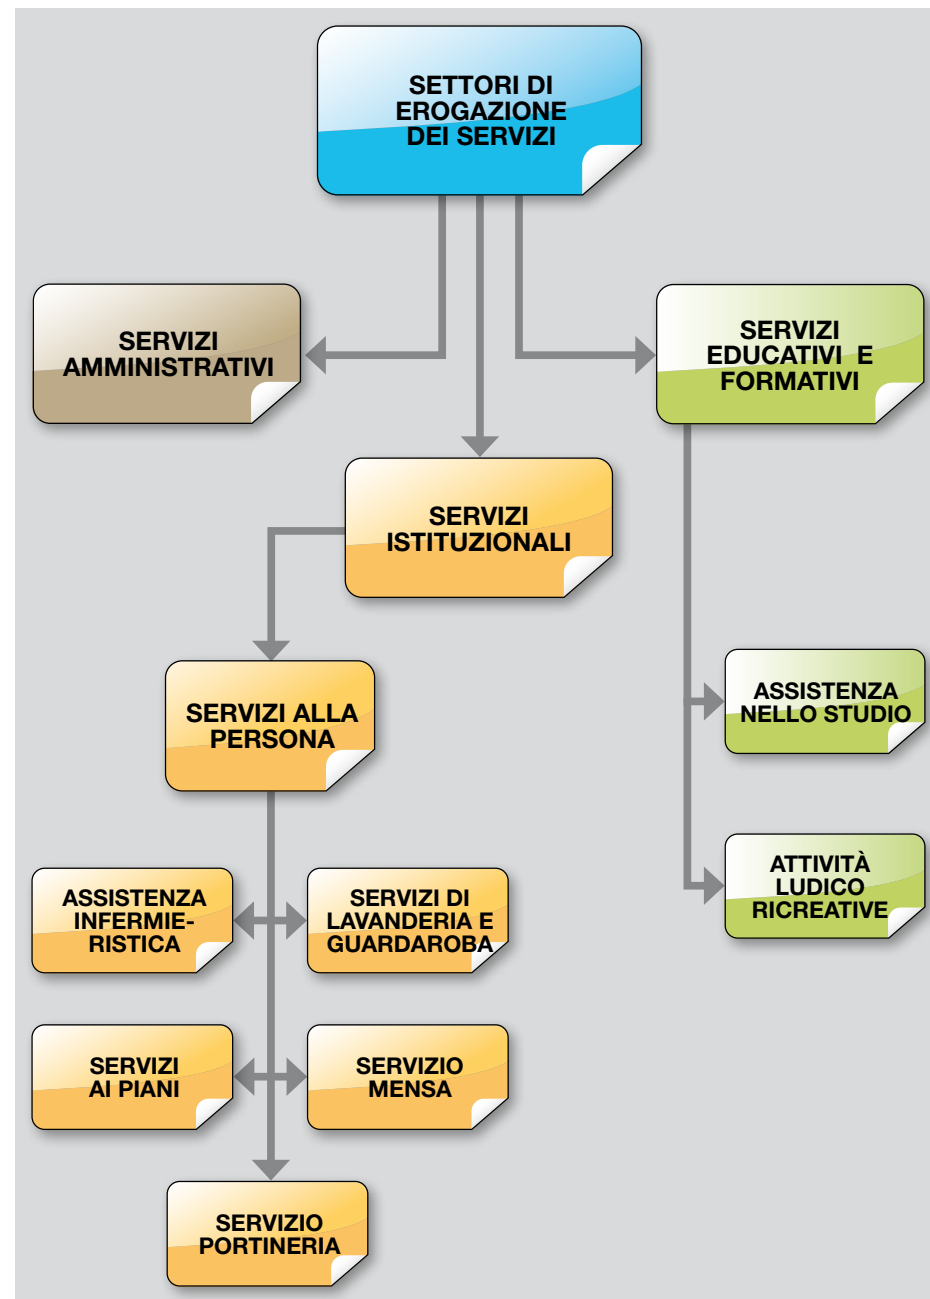 SETTORI DI
EROGAZIONE
DEI SERVIZI
SERVIZI
AMMINISTRATIVI
SERVIZI
EDUCATIVI E
FORMATIVI
SERVIZI
ISTITUZIONALI
SERVIZI ALLA
PERSONA
ASSISTENZA
NELLO STUDIO
ATTIVITÀ
LUDICO
RICREATIVE
ASSISTENZA
INFERMIE-
RISTICA
SERVIZI DI
LAVANDERIA E
GUARDAROBA
SERVIZI
AI PIANI
SERVIZIO
MENSA
SERVIZIO
PORTINERIA